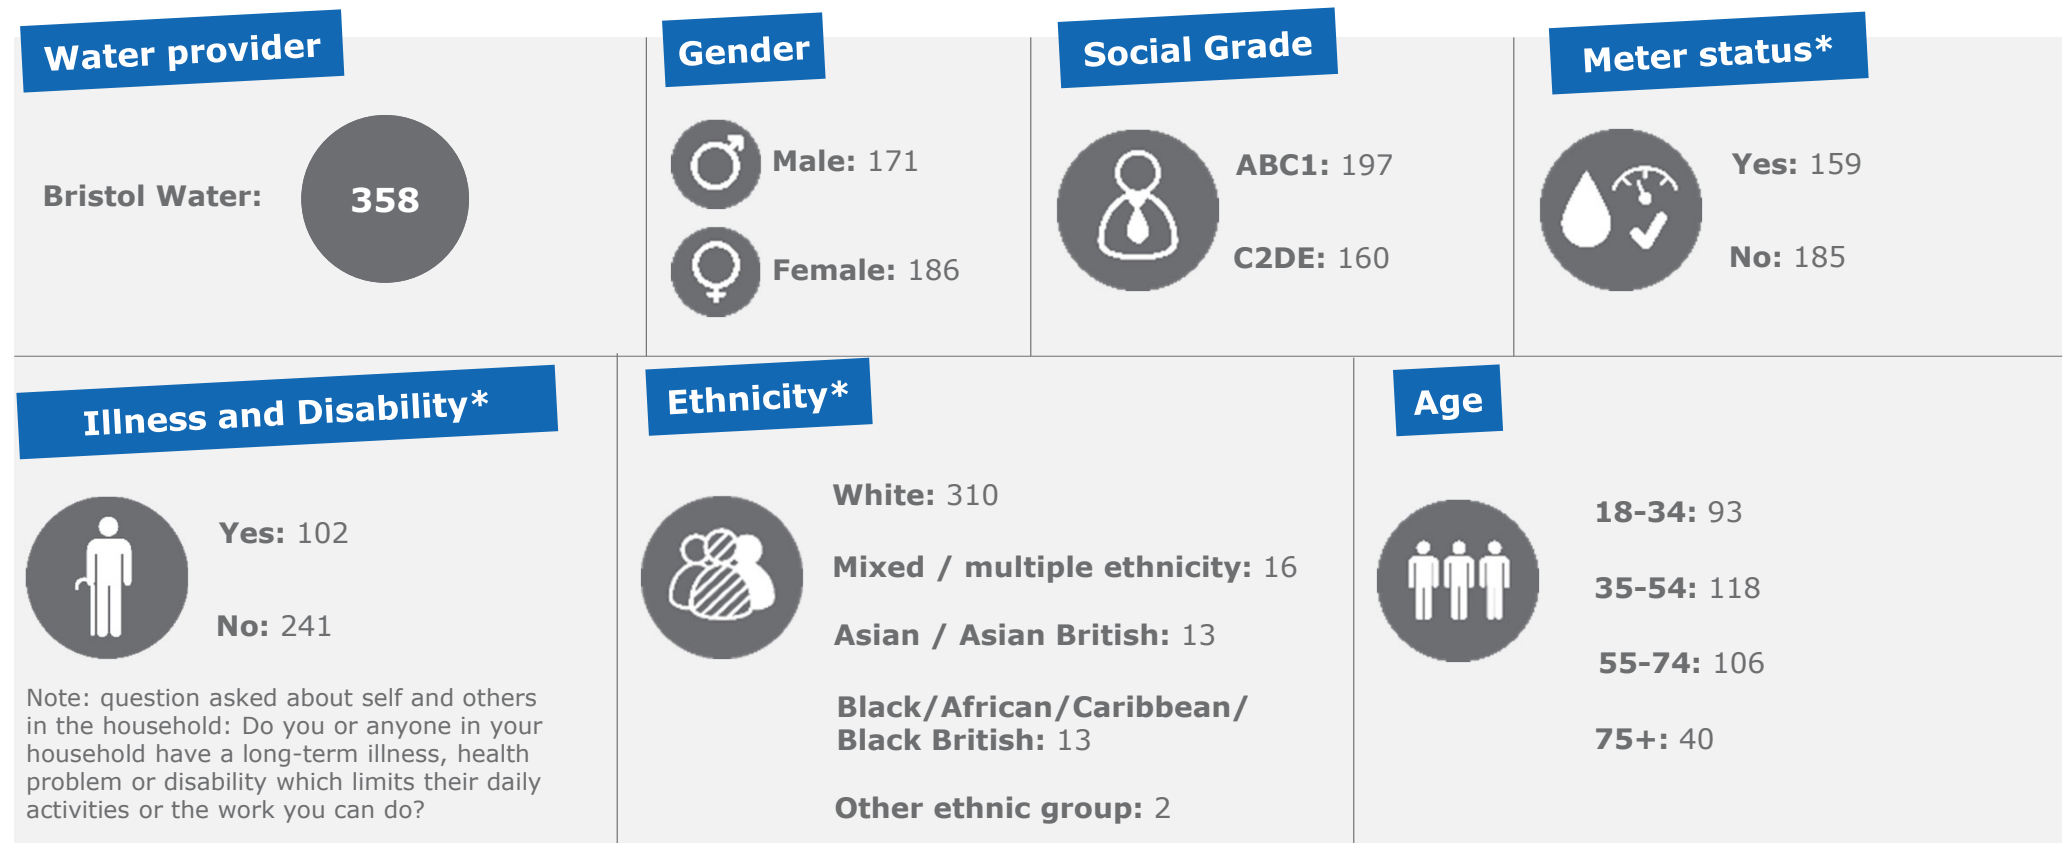 Water provider
Bristol Water: 358
Gender
Male: 171
Female: 186
Social Grade
ABC1: 197
C2DE: 160
Meter status*
Yes: 159
No: 185
Illness and Disability*
Yes: 102
No: 241
Note: question asked about self and others
in the household: Do you or anyone in your
household have a long-term illness, health
problem or disability which limits their daily
activities or the work you can do?
Ethnicity*
White: 310
Mixed / multiple ethnicity: 16
Asian / Asian British: 13
Black/African/Caribbean/
Black British: 13
Other ethnic group: 2
Age
18-34: 93
35-54: 118
55-74: 106
75+: 40